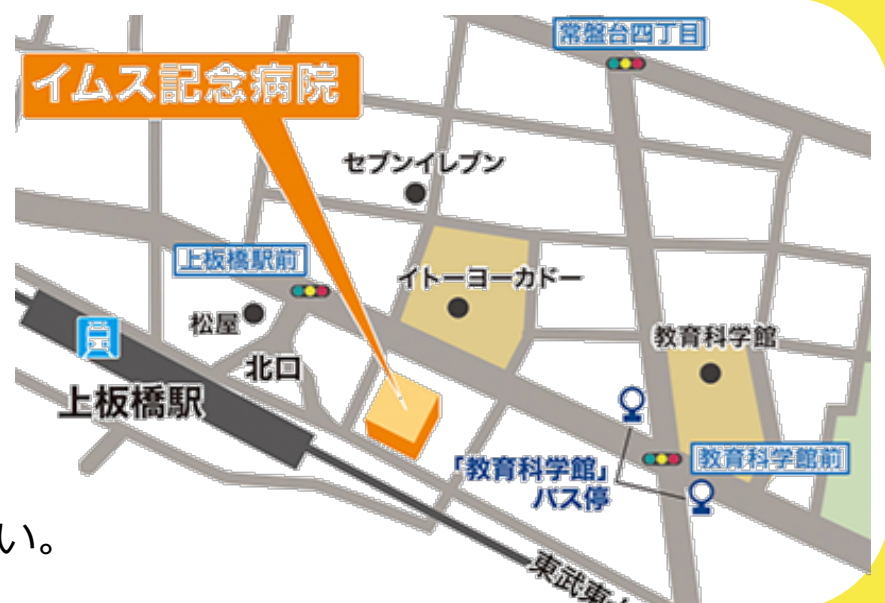 常盤台四丁目
イムス記念病院
セブンイレブン
上板橋駅前
イトーヨーカドー
松屋
教育科学館
北口
上板橋駅
「教育科学館」
バス停
教育科学館前
い。
東武東